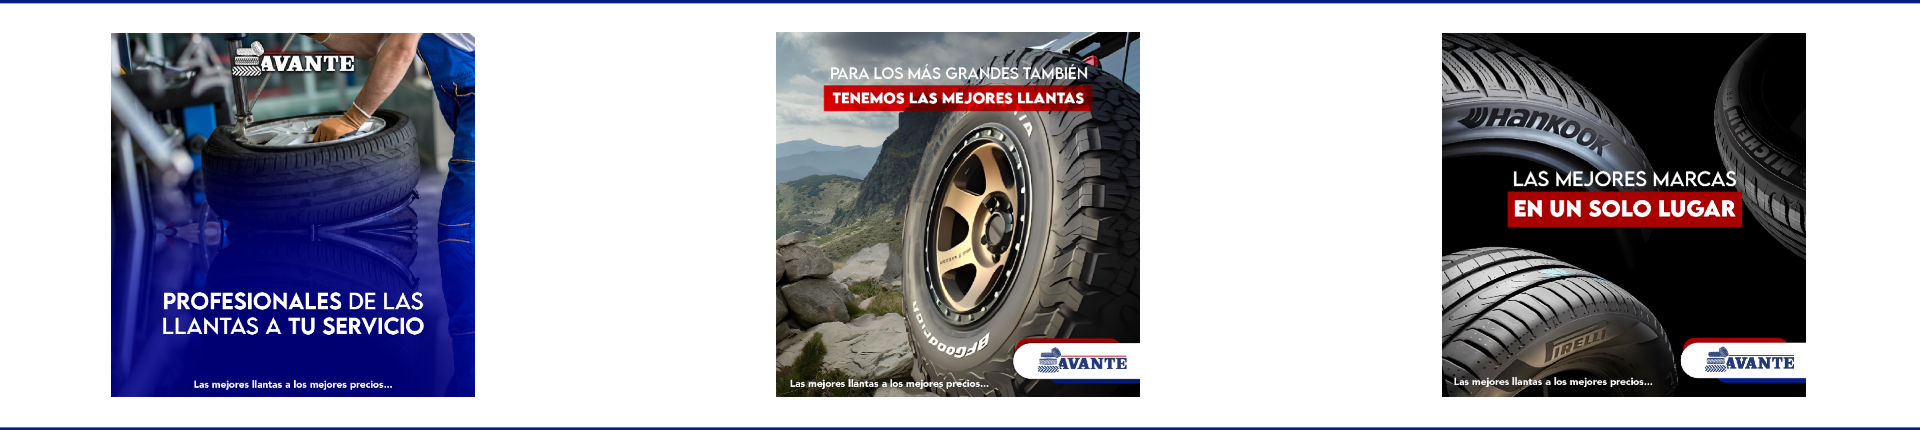 AVANTE
PROFESIONALES DE LAS
LLANTAS A TU SERVICIO
Las mejores llantas a los mejores precios...
PARA LOS MÁS GRANDES TAMBIÉN
TENEMOS LAS MEJORES LLANTAS
T/A
BFGoodrich
AVANTE
Las mejores llantas a los mejores precios...
HANKOOK
MICHELIN
LAS MEJORES MARCAS
EN UN SOLO LUGAR
PIRELLI
AVANTE
Las mejores llantas a los mejores precios...